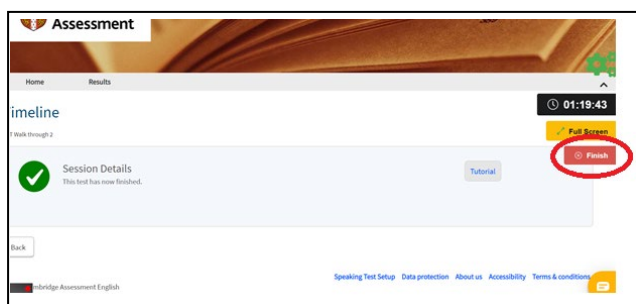 Assessment
Home Results
01:19:43
imeline
T Walk through 2
Full Screen
Finish
Session Details
This test has now finished.
Tutorial
Back
mbridge Assessment English
Speaking Test Setup Data protection About us Accessibility Terms & conditions